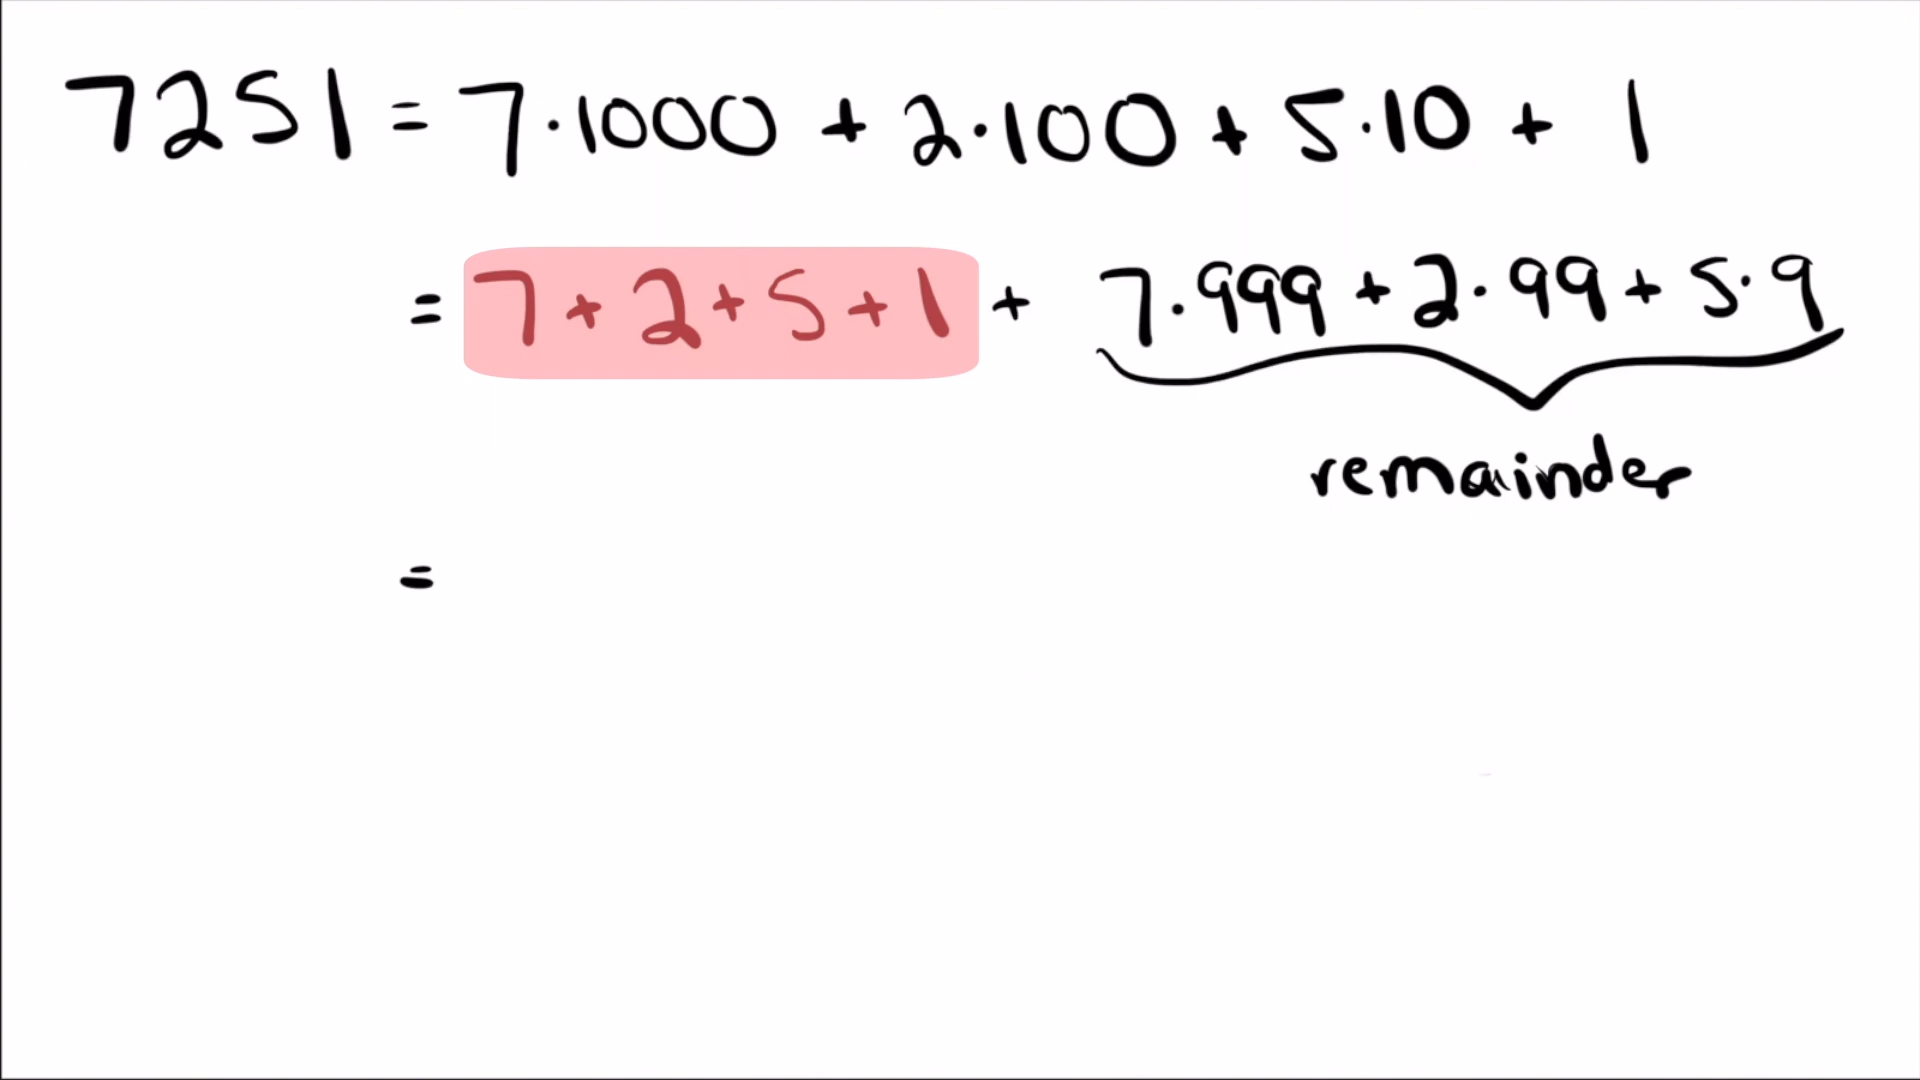 7251 = 7·1000 + 2·100 + 5·10 + 1
= 7+2+5+1 + 7·999+2·99+5·9
remainder
=